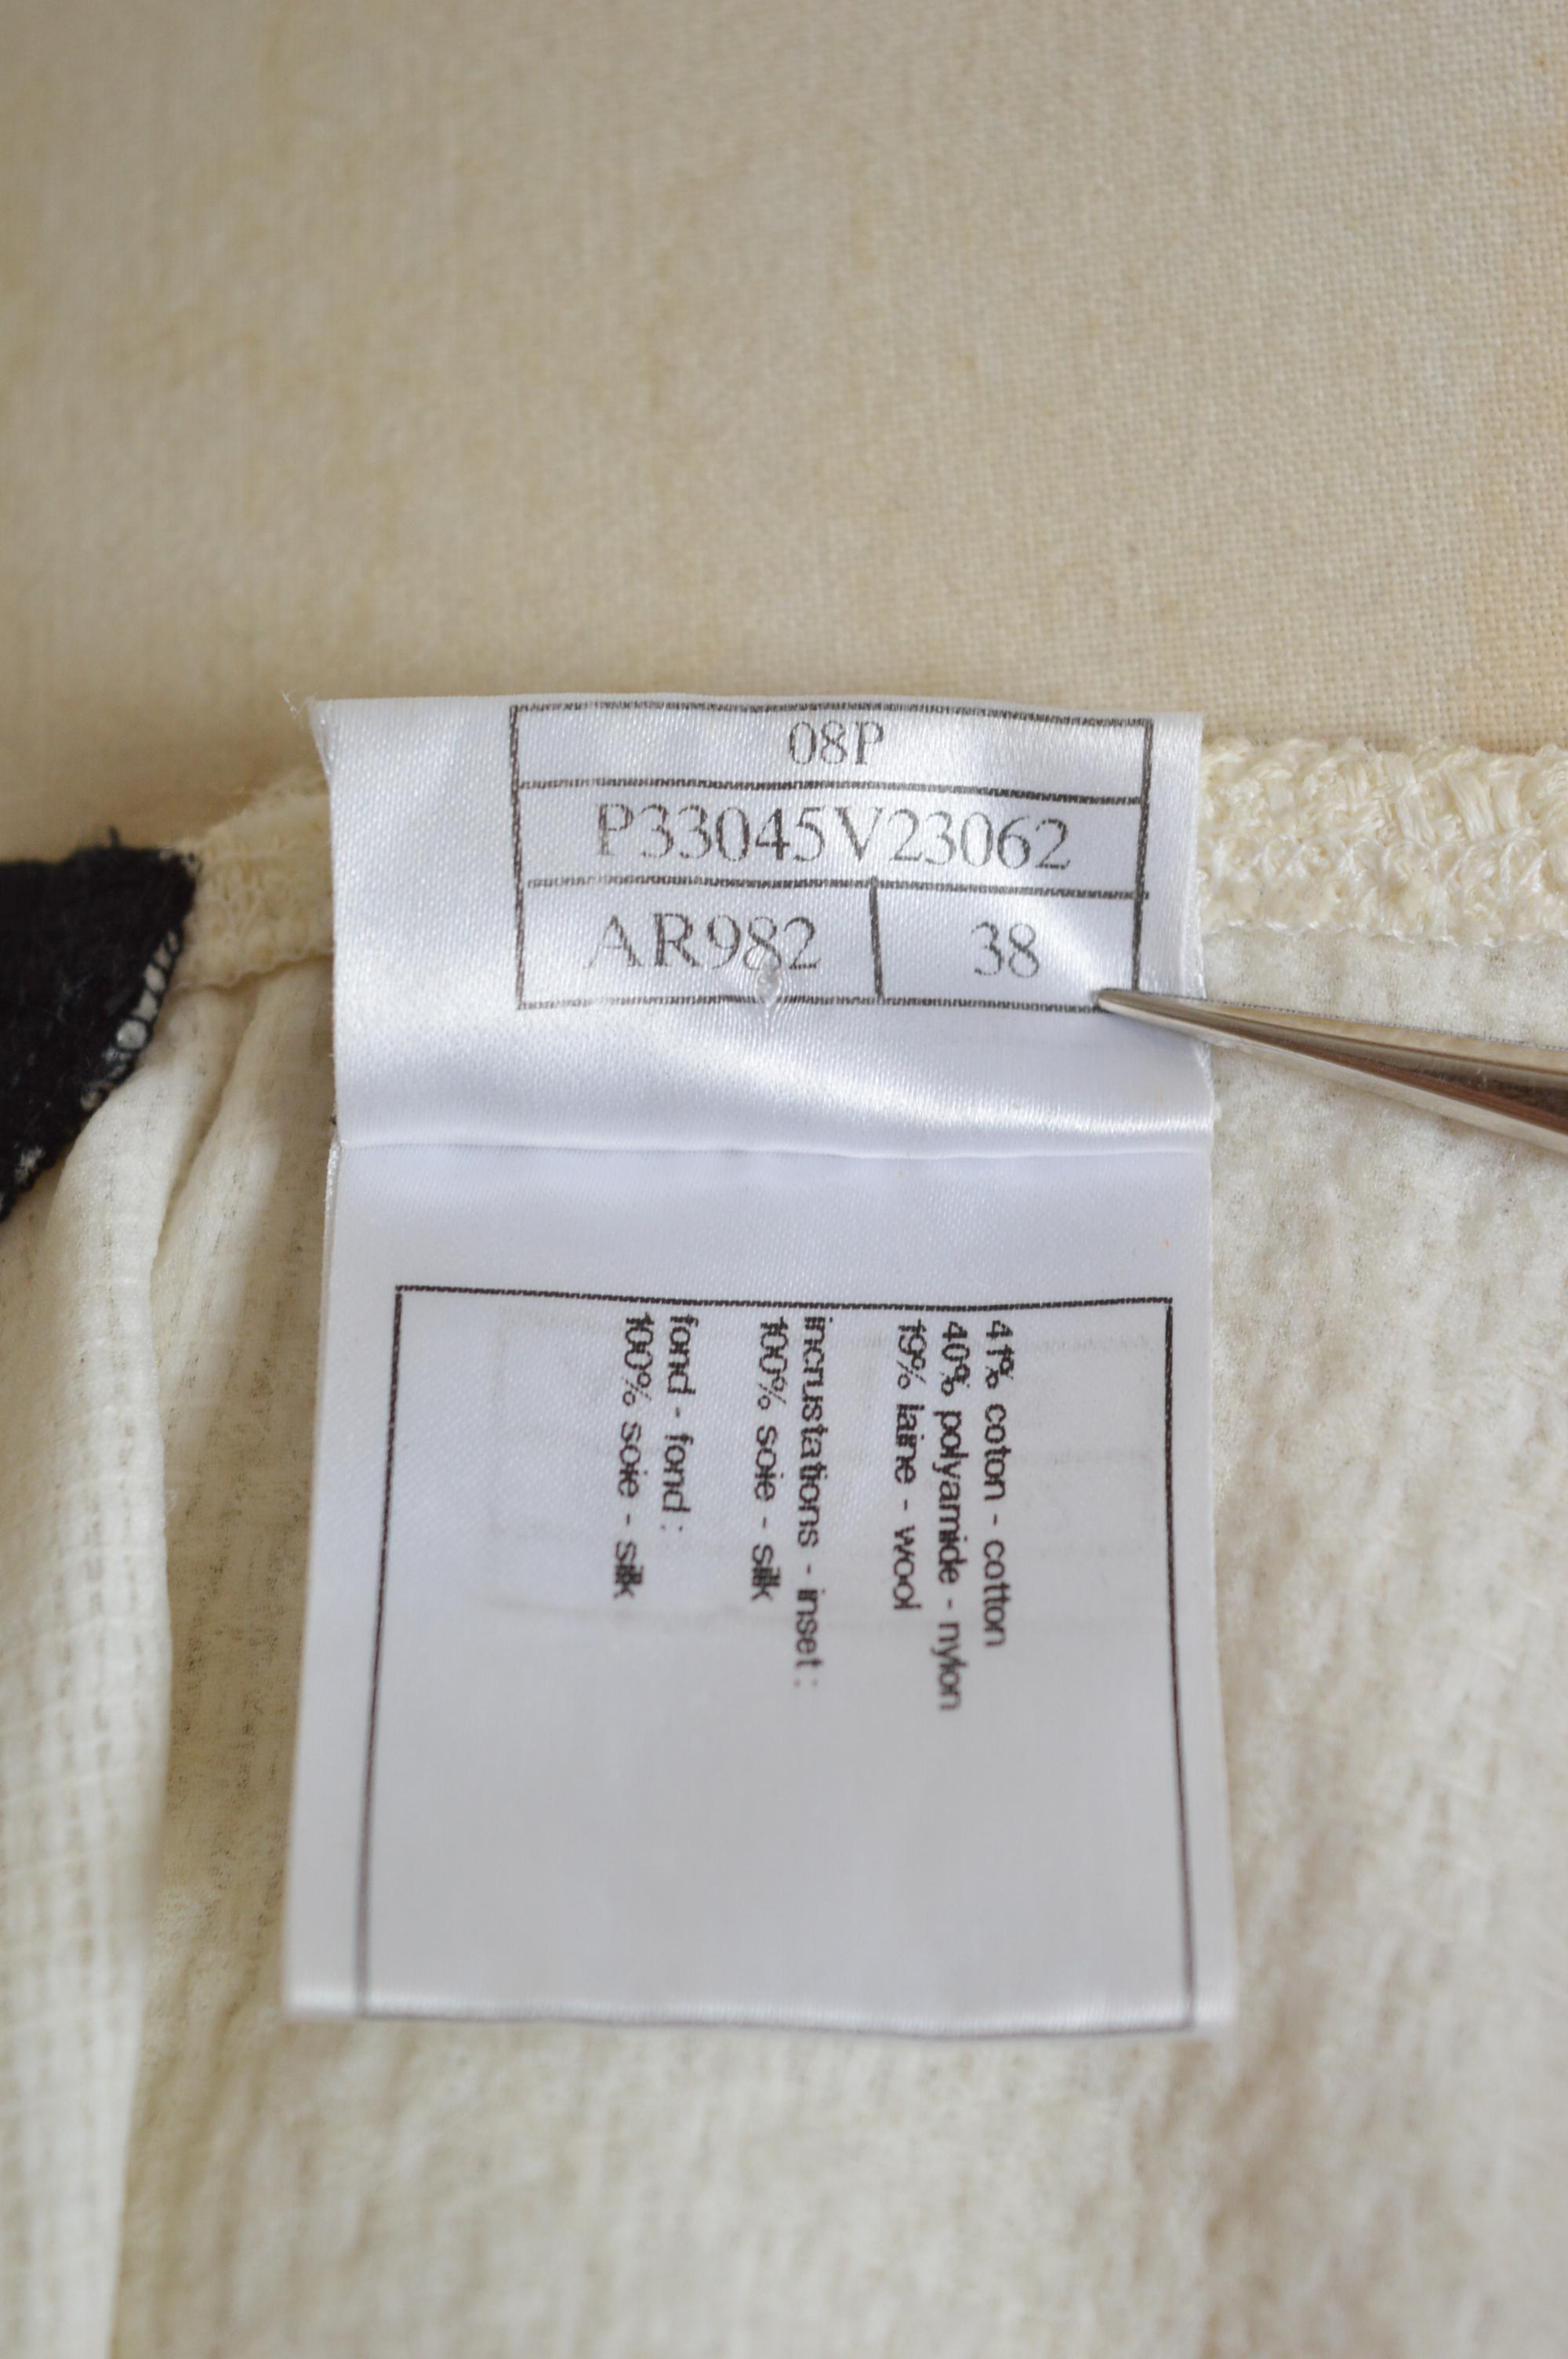 08P
P33045V23062
AR982 38
41% coton - cotton
40% polyamide - nylon
19% laine - wool
incrustations - inset :
100% soie - silk
fond - fond :
100% soie - silk